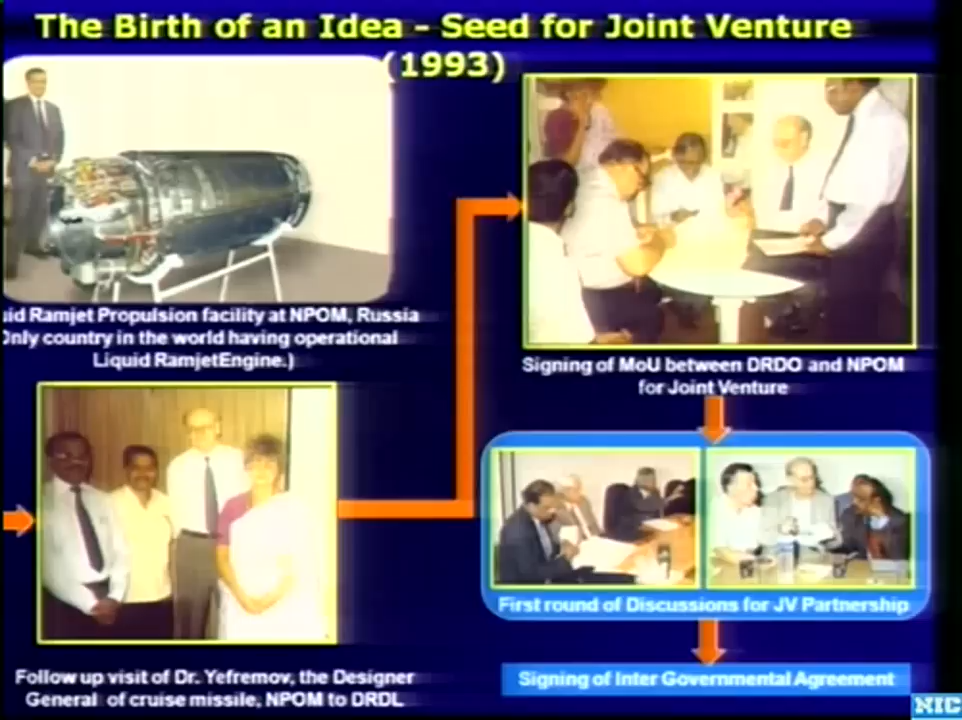 The Birth of an Idea - Seed for Joint Venture
(1993)
uid Ramjet Propulsion facility at NPOM, Russia
Only country in the world having operational
Liquid RamjetEngine.)
Signing of MoU between DRDO and NPOM
for Joint Venture
First round of Discussions for JV Partnership
Follow up visit of Dr. Yefremov, the Designer
General of cruise missile, NPOM to DRDL
Signing of Inter Governmental Agreement
NIC